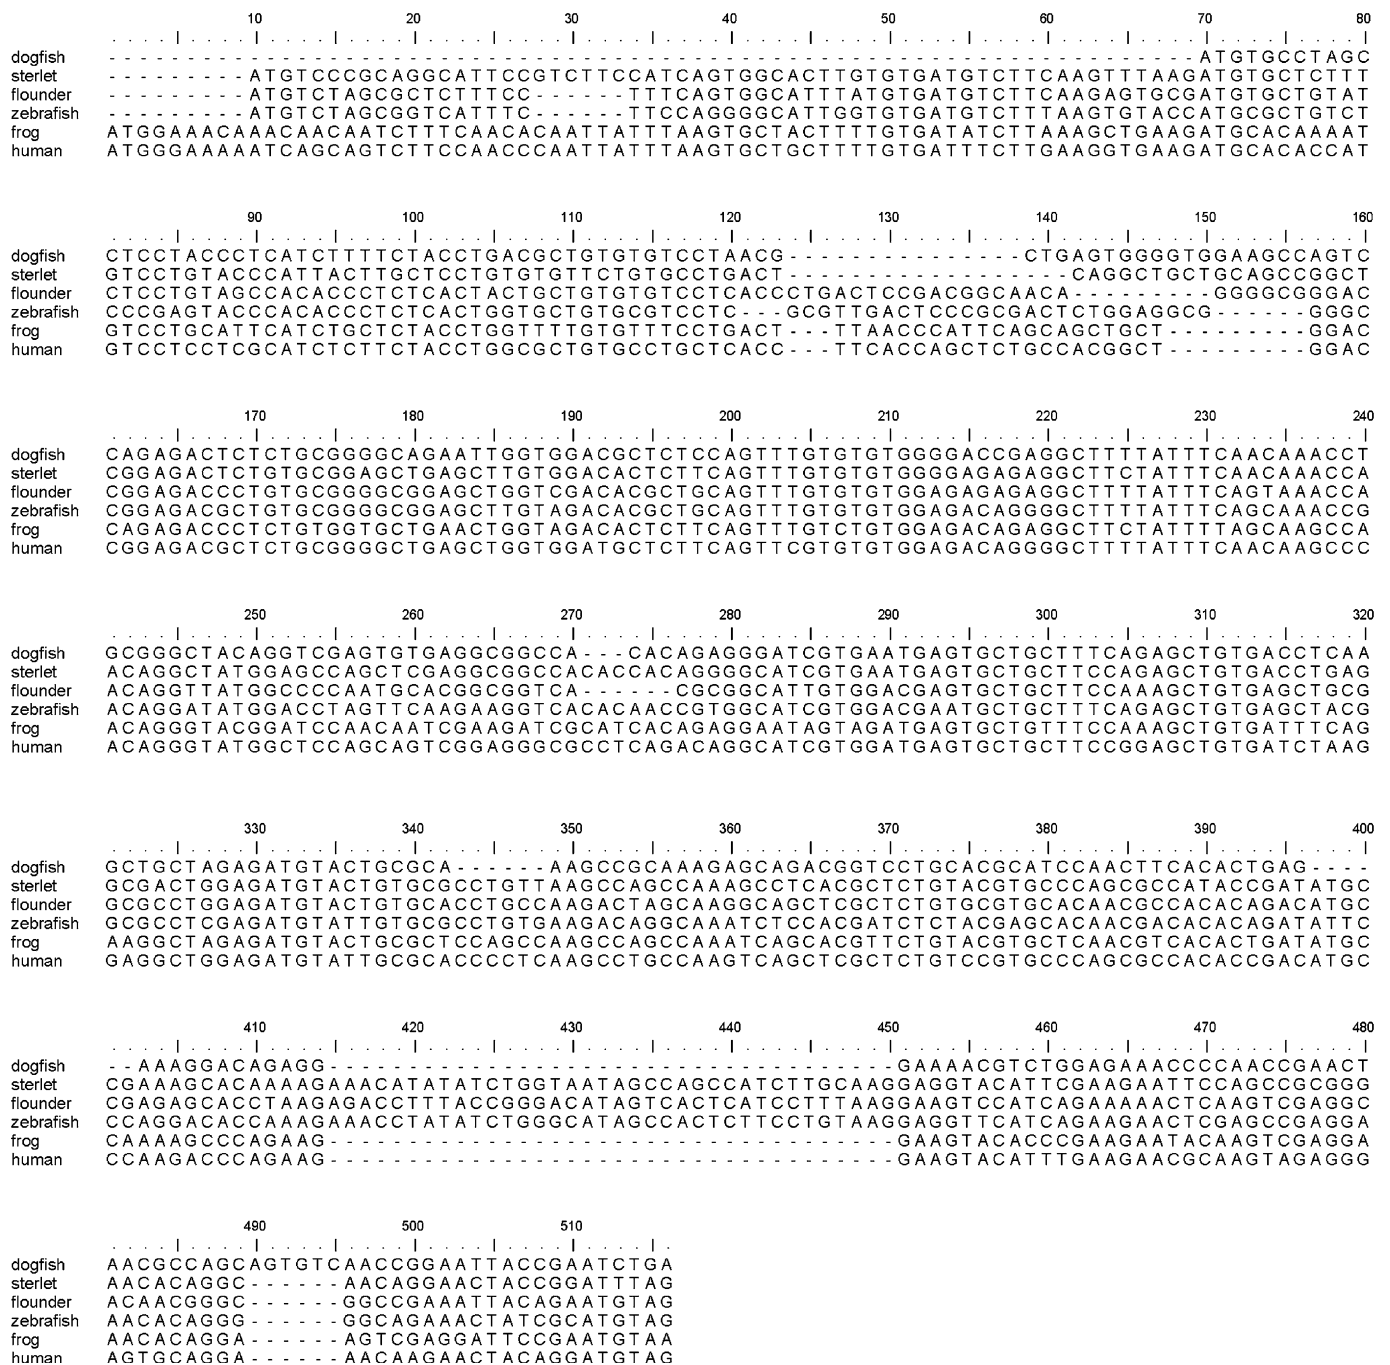 10 20 30 40 50 60 70 80
....|....|....|....|....|....|....|....|....|....|....|....|....|....|....|....|
dogfish ---------------------------------------------------------------------ATGTGCCTAGC
sterlet ---------ATGTCCCGCAGGCATTCCGTCTTCCATCAGTGGCACTTGTGTGATGTCTTCAAGTTTAAGATGTGCTCTTT
flounder ---------ATGTCTAGCGCTCTTTCC------TTTCAGTGGCATTTATGTGATGTCTTCAAGAGTGCGATGTGCTGTAT
zebrafish ---------ATGTCTAGCGGTCATTTC------TTCCAGGGGCATTGGTGTGATGTCTTTAAGTGTACCATGCGCTGTCT
frog ATGGAAACAAACAACAATCTTTCAACACAATTATTTAAGTGCTACTTTTGTGATATCTTAAAGCTGAAGATGCACAAAAT
human ATGGGAAAAATCAGCAGTCTTCCAACCCAATTATTTAAGTGCTGCTTTTGTGATTTCTTGAAGGTGAAGATGCACACCAT
90 100 110 120 130 140 150 160
....|....|....|....|....|....|....|....|....|....|....|....|....|....|....|....|
dogfish CTCCTACCCTCATCTTTTCTACCTGACGCTGTGTGTGTCCTAACG---------------CTGAGTGGGGTGGAAGCCAGTC
sterlet GTCCTGTACCCATTACTTGCTCCTGTGTGTTCTGTGCCTGACT------------------CAGGCTGCTGCAGCCGGCT
flounder CTCCTGTAGCCACACCCTCTCACTACTGCTGTGTGTCCTCACCCTGACTCCGACGGCAACA---------GGGGCGGGAC
zebrafish CCCGAGTACCCACACCCTCTCACTGGTGCTGTGCGTCCTC---GCGTTGACTCCCGCGACTCTGGAGGCG------GGGC
frog GTCCTGCATTCATCTGCTCTACCTGGTTTTGTGTTTCCTGACT---TTAACCCATTCAGCAGCTGCT---------GGAC
human GTCCTCCTCGCATCTCTTCTACCTGGCGCTGTGCCTGCTCACC---TTCACCAGCTCTGCCACGGCT---------GGAC
170 180 190 200 210 220 230 240
....|....|....|....|....|....|....|....|....|....|....|....|....|....|....|....|
dogfish CAGAGACTCTCTGCGGGGCAGAATTGGTGGACGCTCTCCAGTTTGTGTGTGGGGACCGAGGCTTTTATTTCAACAAACCT
sterlet CGGAGACTCTCTGCGGAGCTGAGCTTGTGGACACTCTTCAGTTTGTGTGTGGGGAGAGAGGCTTCTATTTCAACAAACCA
flounder CGGAGACCCTGTGCGGGGCGGAGCTGGTCGACACGCTGCAGTTTGTGTGTGGAGAGAGAGGCTTTTATTTCAGTAAACCA
zebrafish CGGAGACGCTGTGCGGGGCGGAGCTTGTAGACACGCTGCAGTTTGTGTGTGGAGACAGGGGCTTTTATTTCAGCAAACCG
frog CAGAGACCCTCTGTGGTGCTGAACTGGTAGACACTCTTCAGTTTGTCTGTGGAGACAGAGGCTTCTATTTTAGCAAGCCA
human CGGAGACGCTCTGCGGGGCTGAGCTGGTGGATGCTCTTCAGTTCGTGTGTGGAGACAGGGGCTTTTATTTCAACAAGCCC
250 260 270 280 290 300 310 320
....|....|....|....|....|....|....|....|....|....|....|....|....|....|....|....|
dogfish GCGGGCTACAGGTCGAGTGTGAGGCGGCCA---CACAGAGGGATCGTGAATGAGTGCTGCTTTCAGAGCTGTGACCTCAA
sterlet ACAGGCTATGGAGCCAGCTCGAGGCGGCCACACCACAGGGGCATCGTGAATGAGTGCTGCTTCCAGAGCTGTGACCTGAG
flounder ACAGGTTATGGCCCCAATGCACGGCGGTCA------CGCGGCATTGTGGACGAGTGCTGCTTCCAAAGCTGTGAGCTGCG
zebrafish ACAGGATATGGACCTAGTTCAAGAAGGTCACACAACCGTGGCATCGTGGACGAATGCTGCTTTCAGAGCTGTGAGCTACG
frog ACAGGGTACGGATCCAACAATCGAAGATCGCATCACAGAGGAATAGTAGATGAGTGCTGTTTCCAAAGCTGTGATTTCAG
human ACAGGGTATGGCTCCAGCAGTCGGAGGGCGCCTCAGACAGGCATCGTGGATGAGTGCTGCTTCCGGAGCTGTGATCTAAG
330 340 350 360 370 380 390 400
....|....|....|....|....|....|....|....|....|....|....|....|....|....|....|....|
dogfish GCTGCTAGAGATGTACTGCGCA------AAGCCGCAAAGAGCAGACGGTCCTGCACGCATCCAACTTCACACTGAG----
sterlet GCGACTGGAGATGTACTGTGCGCCTGTTAAGCCAGCCAAAGCCTCACGCTCTGTACGTGCCCAGCGCCATACCGATATGC
flounder GCGCCTGGAGATGTACTGTGCACCTGCCAAGACTAGCAAGGCAGCTCGCTCTGTGCGTGCACAACGCCACACAGACATGC
zebrafish GCGCCTCGAGATGTATTGTGCGCCTGTGAAGACAGGCAAATCTCCACGATCTCTACGAGCACAACGACACACAGATATTC
frog AAGGCTAGAGATGTACTGCGCTCCAGCCAAGCCAGCCAAATCAGCACGTTCTGTACGTGCTCAACGTCACACTGATATGC
human GAGGCTGGAGATGTATTGCGCACCCCTCAAGCCTGCCAAGTCAGCTCGCTCTGTCCGTGCCCAGCGCCACACCGACATGC
410 420 430 440 450 460 470 480
....|....|....|....|....|....|....|....|....|....|....|....|....|....|....|....|
dogfish --AAAGGACAGAGG------------------------------------GAAAACGTCTGGAGAAACCCCAACCGAACT
sterlet CGAAAGCACAAAAGAAACATATATCTGGTAATAGCCAGCCATCTTGCAAGGAGGTACATTCGAAGAATTCCAGCCGCGGG
flounder CGAGAGCACCTAAGAGACCTTTACCGGGACATAGTCACTCATCCTTTAAGGAAGTCCATCAGAAAAACTCAAGTCGAGGC
zebrafish CCAGGACACCAAAGAAACCTATATCTGGGCATAGCCACTCTTCCTGTAAGGAGGTTCATCAGAAGAACTCGAGCCGAGGA
frog CAAAAGCCCAGAAG------------------------------------GAAGTACACCCGAAGAATACAAGTCGAGGA
human CCAAGACCCAGAAG------------------------------------GAAGTACATTTGAAGAACGCAAGTAGAGGG
490 500 510
....|....|....|....|....|....|....|.
dogfish AACGCCAGCAGTGTCAACCGGAATTACCGAATCTGA
sterlet AACACAGGC------AACAGGAACTACCGGATTTAG
flounder ACAACGGGC------GGCCGAAATTACAGAATGTAG
zebrafish AACACAGGG------GGCAGAAACTATCGCATGTAG
frog AACACAGGA------AGTCGAGGATTCCGAATGTAA
human AGTGCAGGA------AACAAGAACTACAGGATGTAG